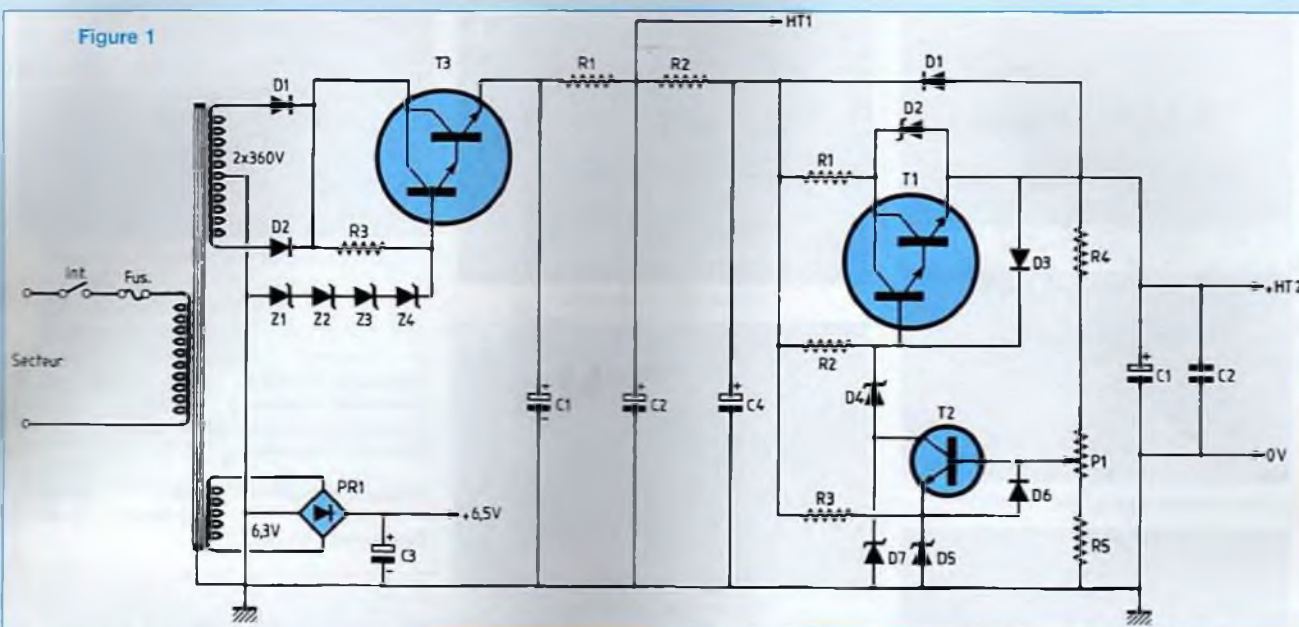 Figure 1
HT1
T3
R1
R2
D1
D1
D2
2x360V
R1
T1
D2
R3
D3
R4
Int.
Fus.
Z1
Z2
Z3
Z4
+HT2
Secteur
R2
D4
T2
C1
C2
C4
C1
C2
P1
0V
PR1
R3
D6
6,3V
+6,5V
C3
D7
D5
R5
+
-
+
-
+
-
+
-
+
-